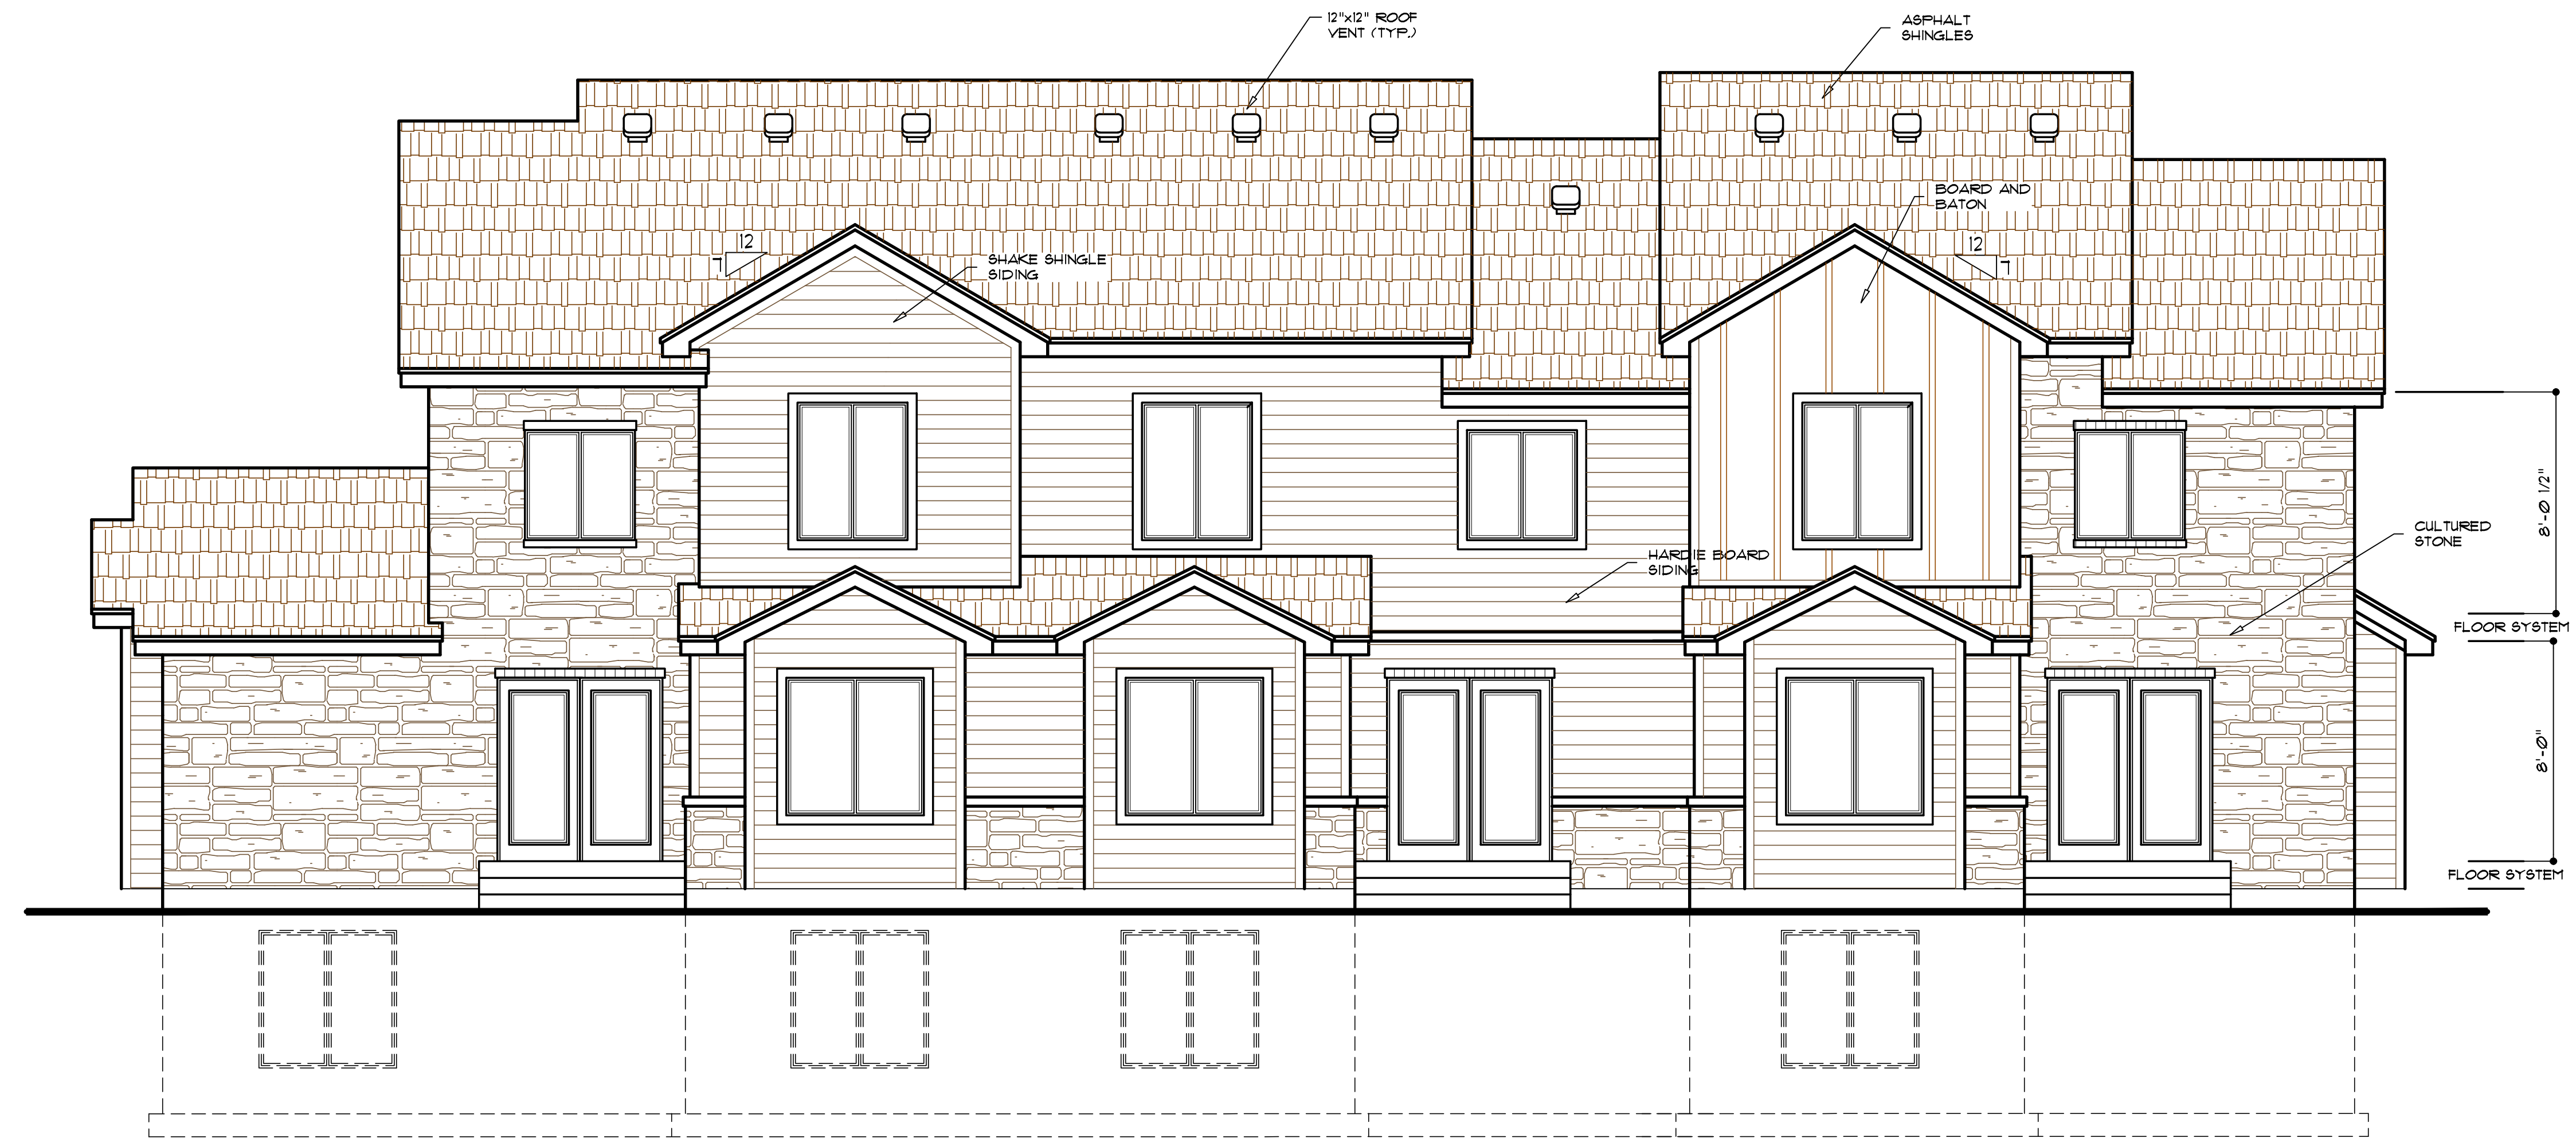 12"x12" ROOF
VENT (TYP.)
ASPHALT
SHINGLES
BOARD AND
BATON
12
7
SHAKE SHINGLE
SIDING
12
7
8'-0 1/2"
CULTURED
STONE
HARDIE BOARD
SIDING
FLOOR SYSTEM
8'-0"
FLOOR SYSTEM